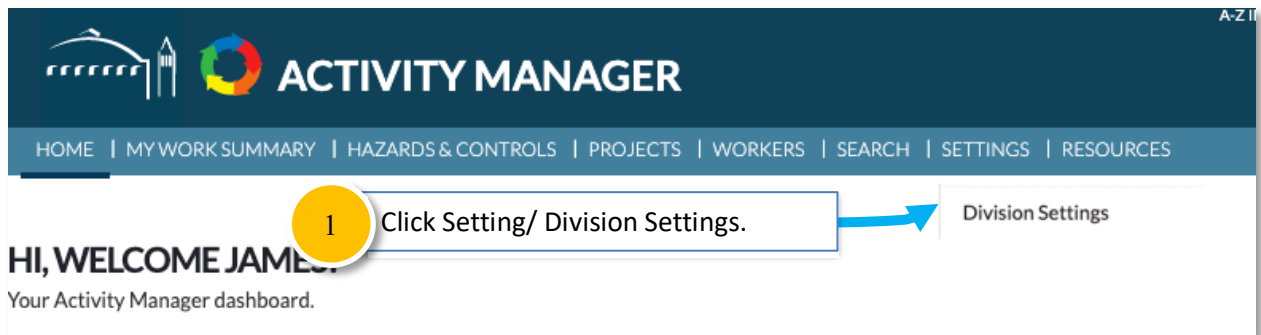 A-Z I
ACTIVITY MANAGER
HOME | MY WORK SUMMARY | HAZARDS & CONTROLS | PROJECTS | WORKERS | SEARCH | SETTINGS | RESOURCES
1 Click Setting/ Division Settings.
Division Settings
HI, WELCOME JAMES!
Your Activity Manager dashboard.